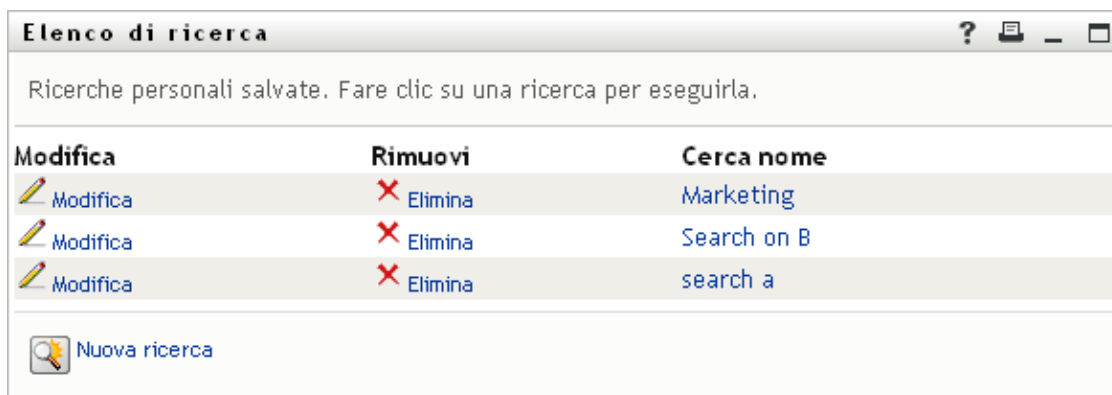 Elenco di ricerca ?
Ricerche personali salvate. Fare clic su una ricerca per eseguirla.
Modifica Rimuovi Cerca nome
Modifica Elimina Marketing
Modifica Elimina Search on B
Modifica Elimina search a
Nuova ricerca